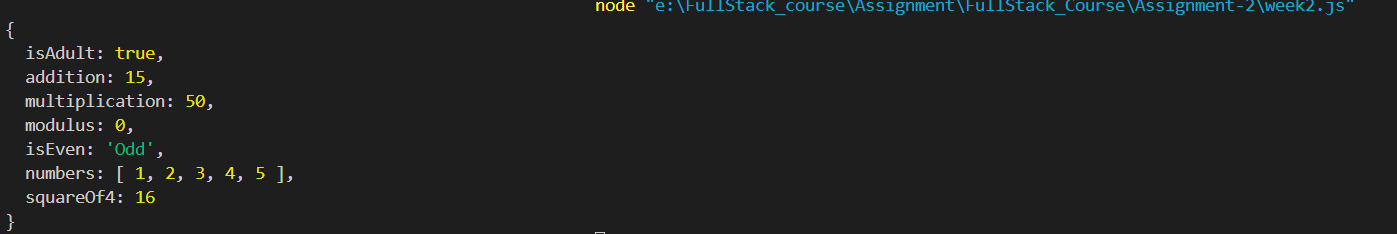 node "e:\FullStack_course\Assignment\FullStack_Course\Assignment-2\week2.js"
{
  isAdult: true,
  addition: 15,
  multiplication: 50,
  modulus: 0,
  isEven: 'Odd',
  numbers: [ 1, 2, 3, 4, 5 ],
  squareOf4: 16
}